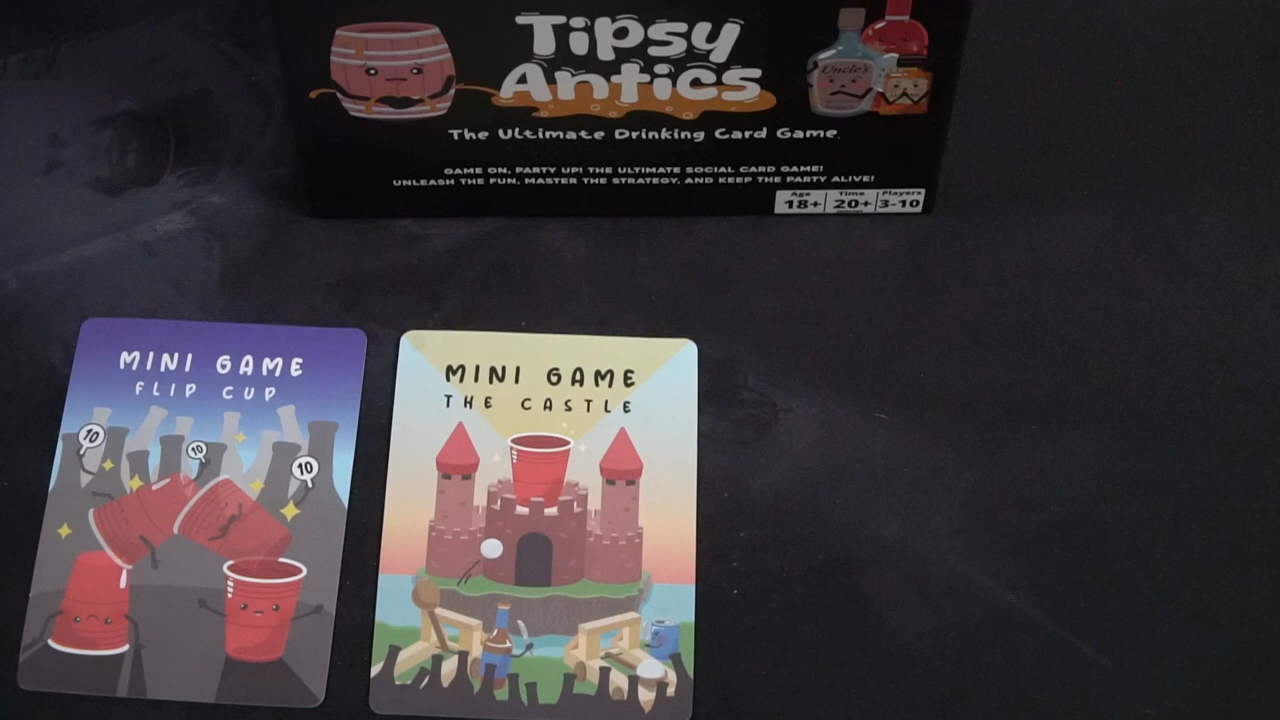 Tipsy
Antics
Uncle's
The Ultimate Drinking Card Game.
GAME ON, PARTY UP! THE ULTIMATE SOCIAL CARD GAME!
UNLEASH THE FUN, MASTER THE STRATEGY, AND KEEP THE PARTY ALIVE!
Age Time Players
18+ 20+ 3-10
MINI GAME
FLIP CUP
10
10
10
MINI GAME
THE CASTLE